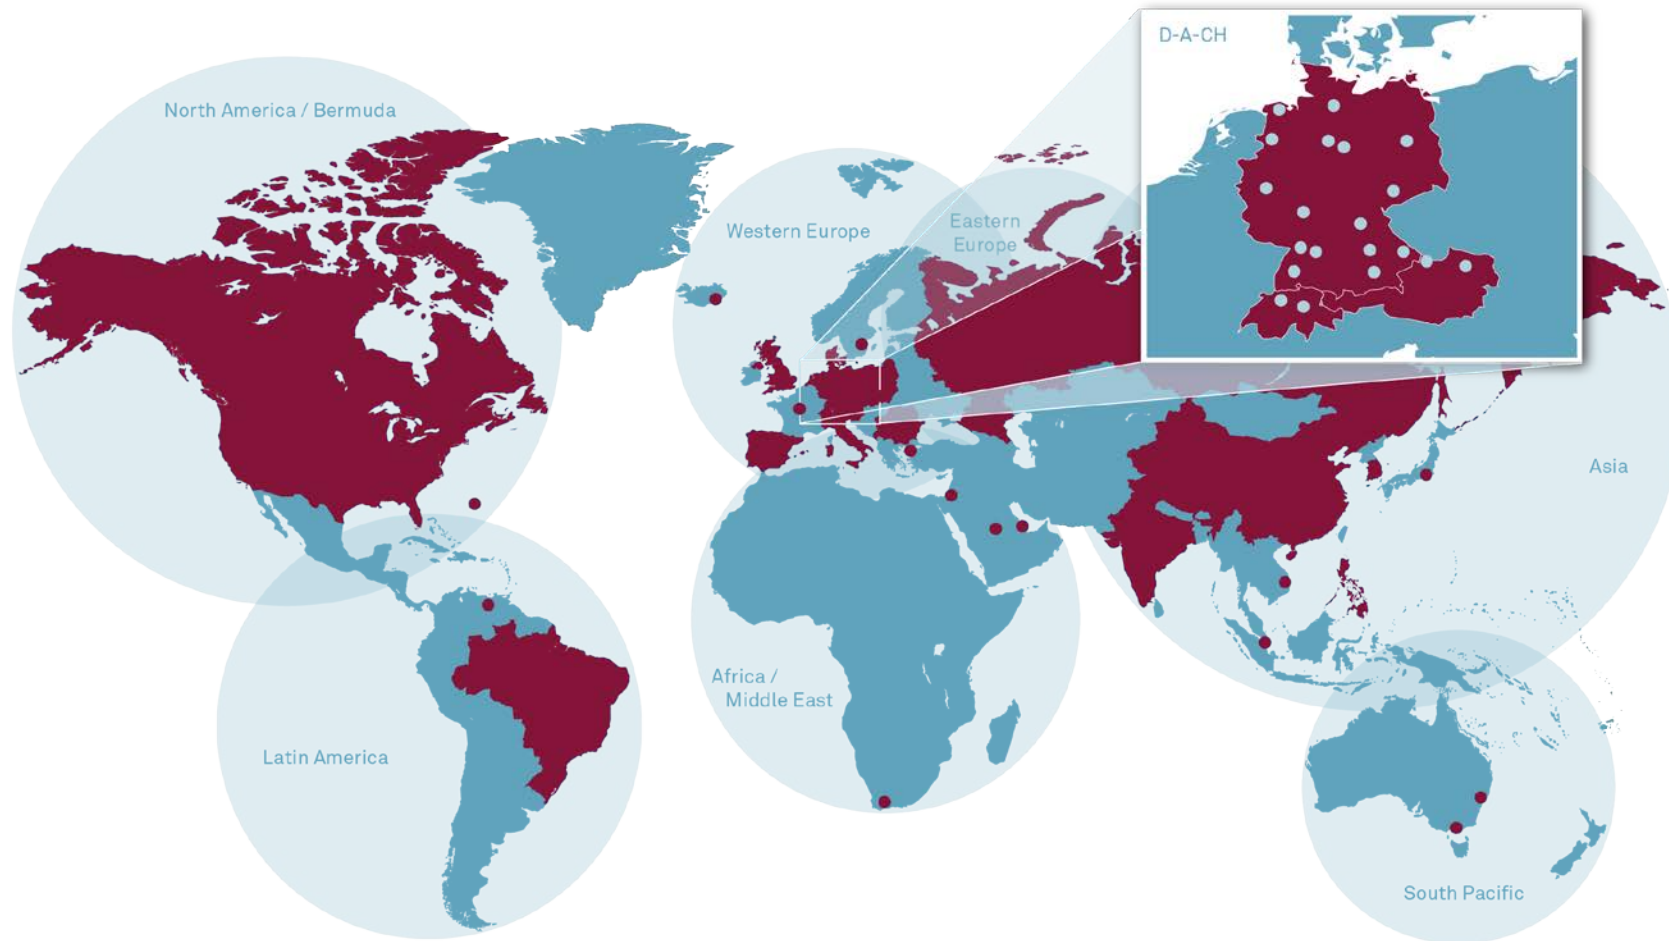 D-A-CH
North America / Bermuda
Western Europe
Eastern
Europe
Asia
Africa /
Middle East
Latin America
South Pacific